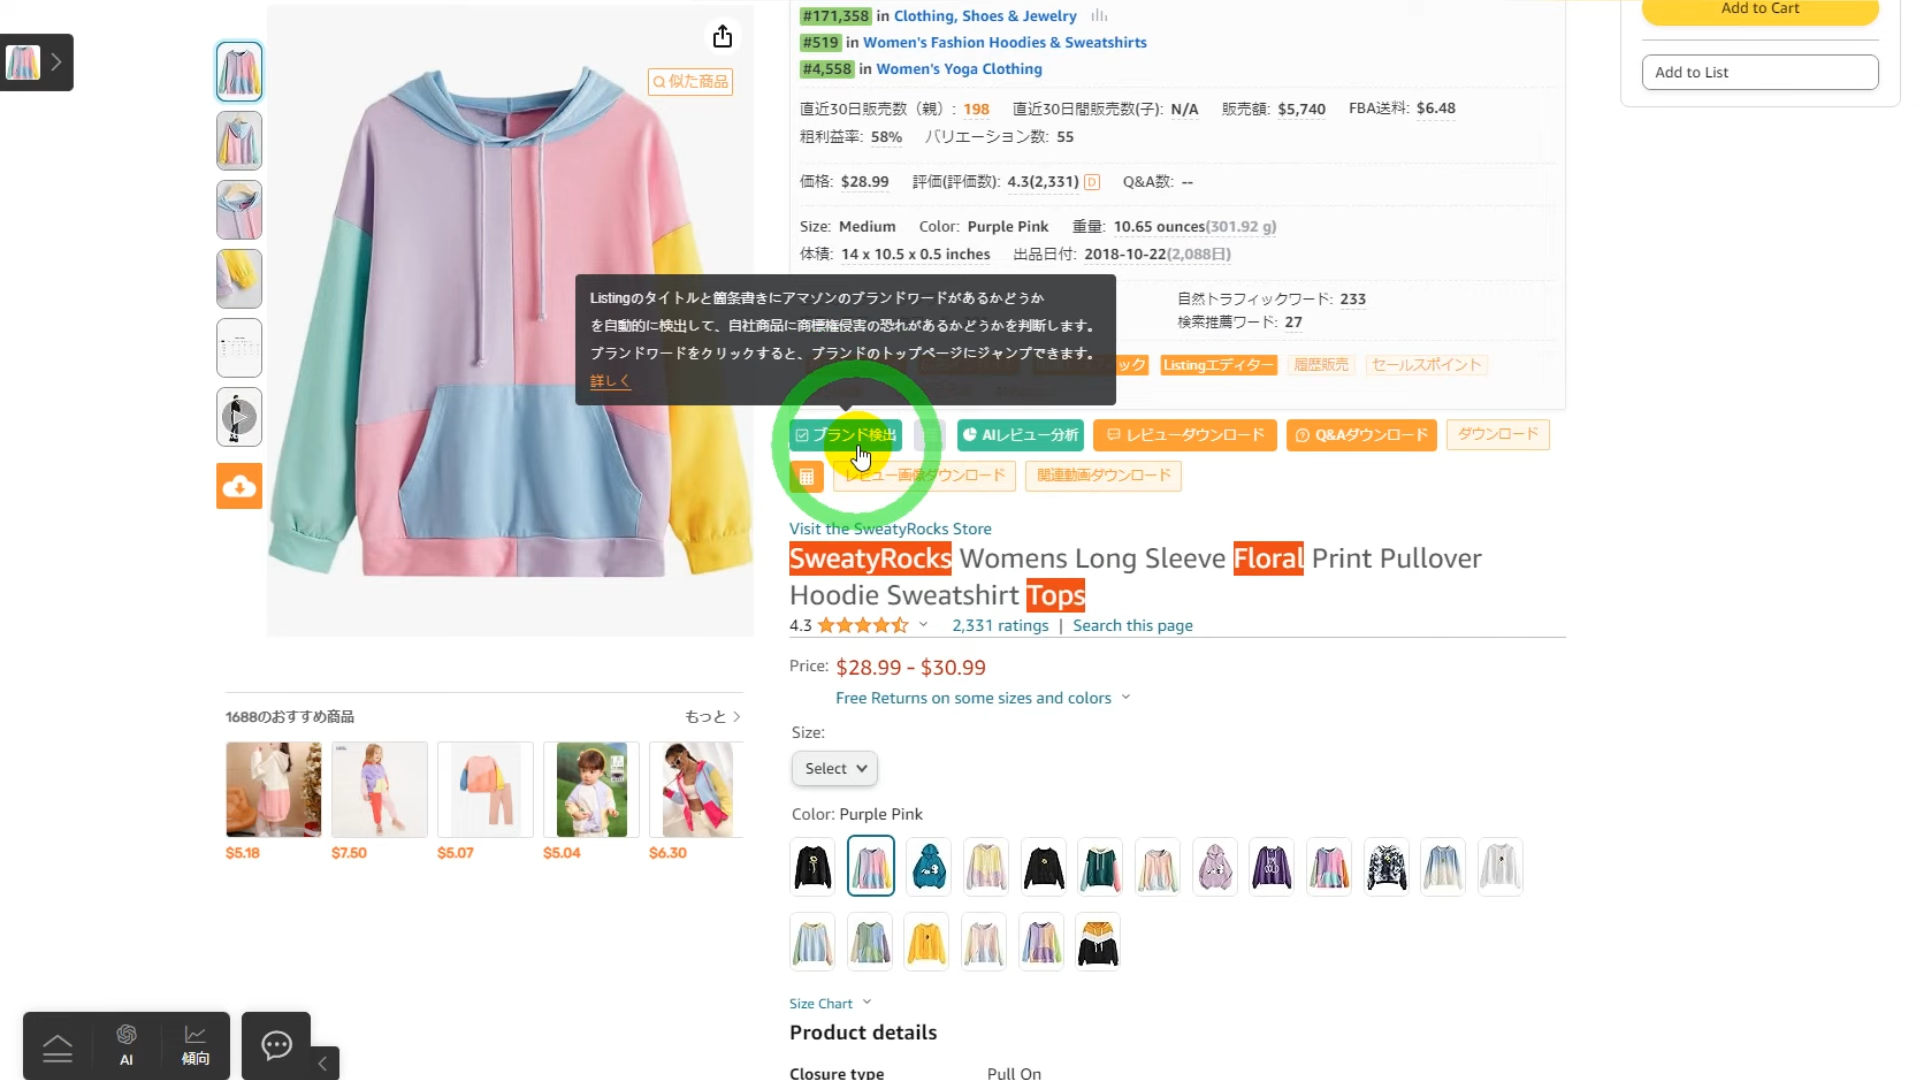 #171,358 in Clothing, Shoes & Jewelry
#519 in Women's Fashion Hoodies & Sweatshirts
#4,558 in Women's Yoga Clothing
直近30日販売数（親）: 198 直近30日間販売数(子): N/A 販売額: $5,740 FBA送料: $6.48
粗利益率: 58% バリエーション数: 55
価格: $28.99 評価(評価数): 4.3(2,331) D Q&A数: --
Size: Medium Color: Purple Pink 重量: 10.65 ounces(301.92 g)
体積: 14 x 10.5 x 0.5 inches 出品日付: 2018-10-22(2,088日)
自然トラフィックワード: 233
検索推薦ワード: 27
ック Listingエディター 履歴販売 セールスポイント
Listingのタイトルと箇条書きにアマゾンのブランドワードがあるかどうか
を自動的に検出して、自社商品に商標権侵害の恐れがあるかどうかを判断します。
ブランドワードをクリックすると、ブランドのトップページにジャンプできます。
詳しく
ブランド検出 AIレビュー分析 レビューダウンロード Q&Aダウンロード ダウンロード
レビュー画像ダウンロード 関連動画ダウンロード
Visit the SweatyRocks Store
SweatyRocks Womens Long Sleeve Floral Print Pullover
Hoodie Sweatshirt Tops
4.3 2,331 ratings | Search this page
Price: $28.99 - $30.99
Free Returns on some sizes and colors
Size:
Select
Color: Purple Pink
Size Chart
Product details
Closure type Pull On
似た商品
1688のおすすめ商品 もっと
$5.18 $7.50 $5.07 $5.04 $6.30
AI 傾向
Add to Cart
Add to List